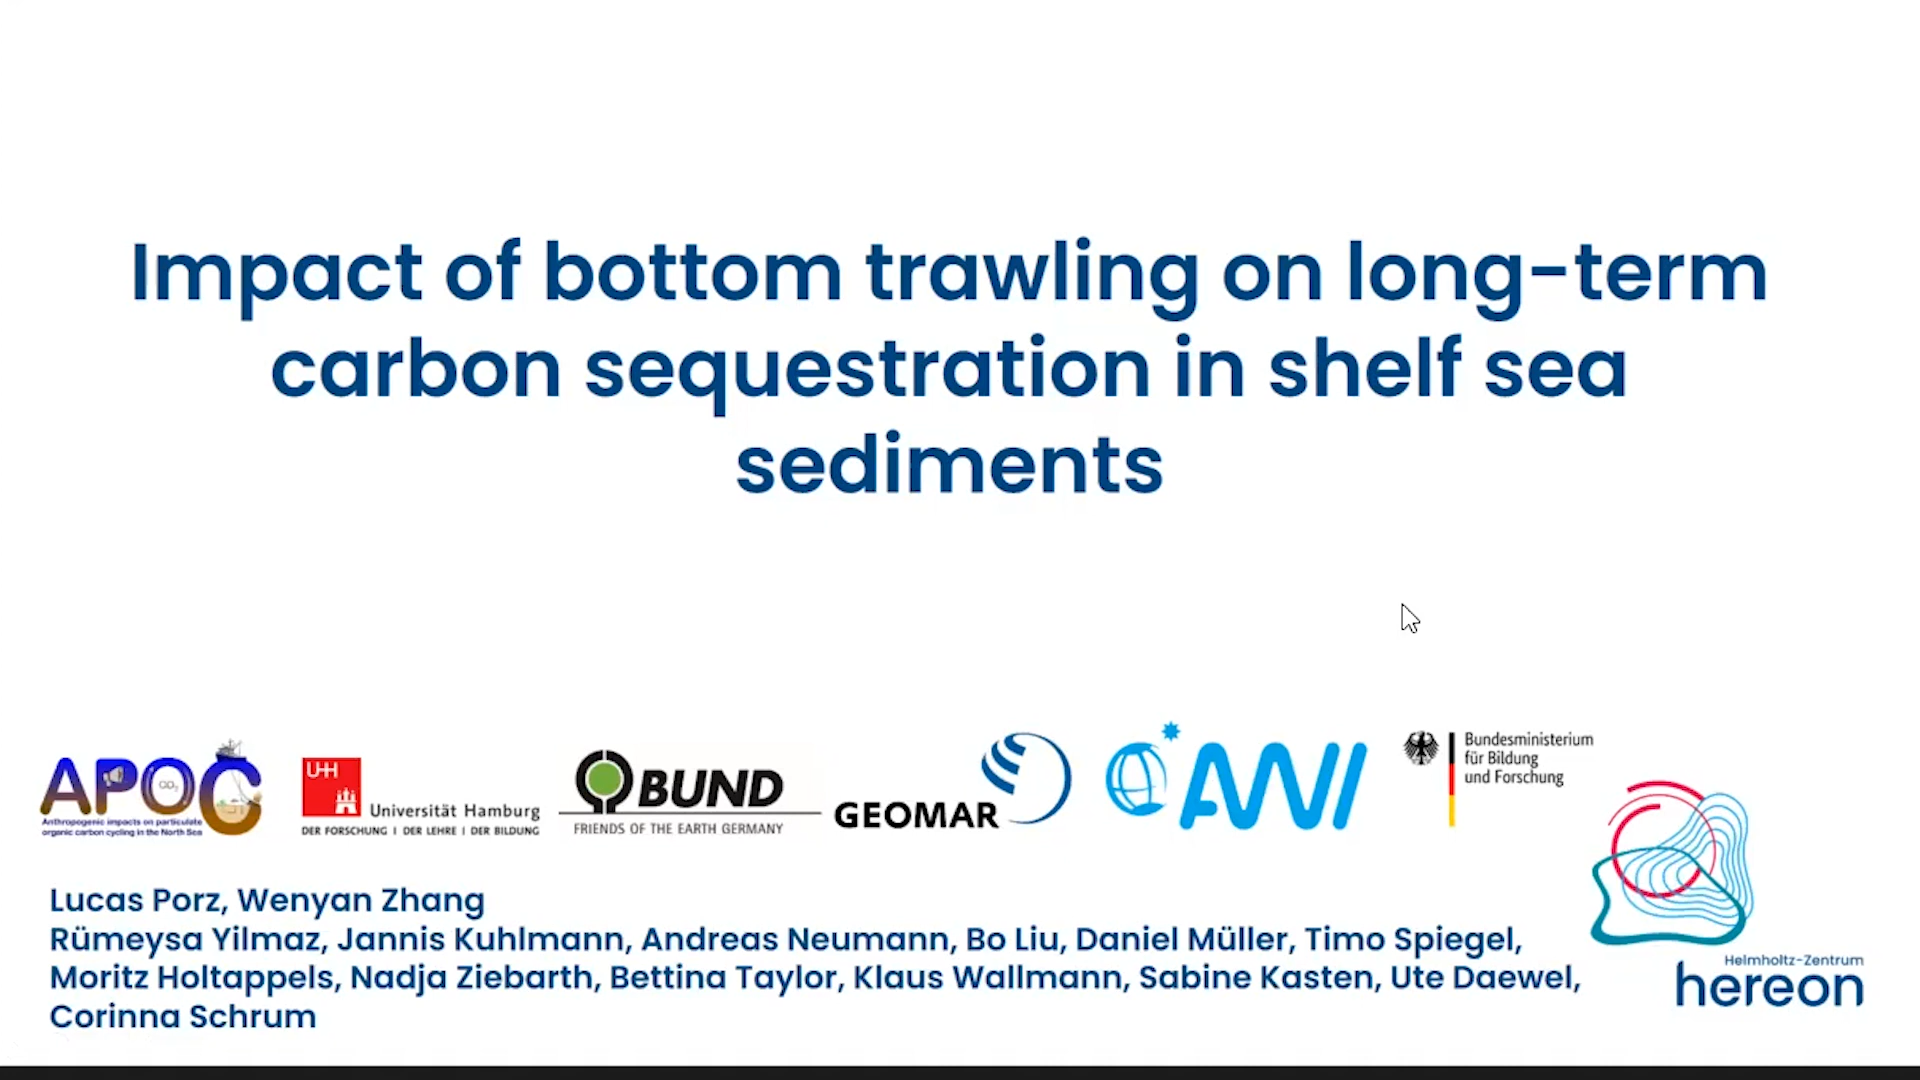 Impact of bottom trawling on long-term
carbon sequestration in shelf sea
sediments
APOC
Anthropogenic impacts on particulate
organic carbon cycling in the North Sea
CO₂
UHH
Universität Hamburg
DER FORSCHUNG | DER LEHRE | DER BILDUNG
BUND
FRIENDS OF THE EARTH GERMANY
GEOMAR
AWI
Bundesministerium
für Bildung
und Forschung
Lucas Porz, Wenyan Zhang
Rümeysa Yilmaz, Jannis Kuhlmann, Andreas Neumann, Bo Liu, Daniel Müller, Timo Spiegel,
Moritz Holtappels, Nadja Ziebarth, Bettina Taylor, Klaus Wallmann, Sabine Kasten, Ute Daewel,
Corinna Schrum
Helmholtz-Zentrum
hereon